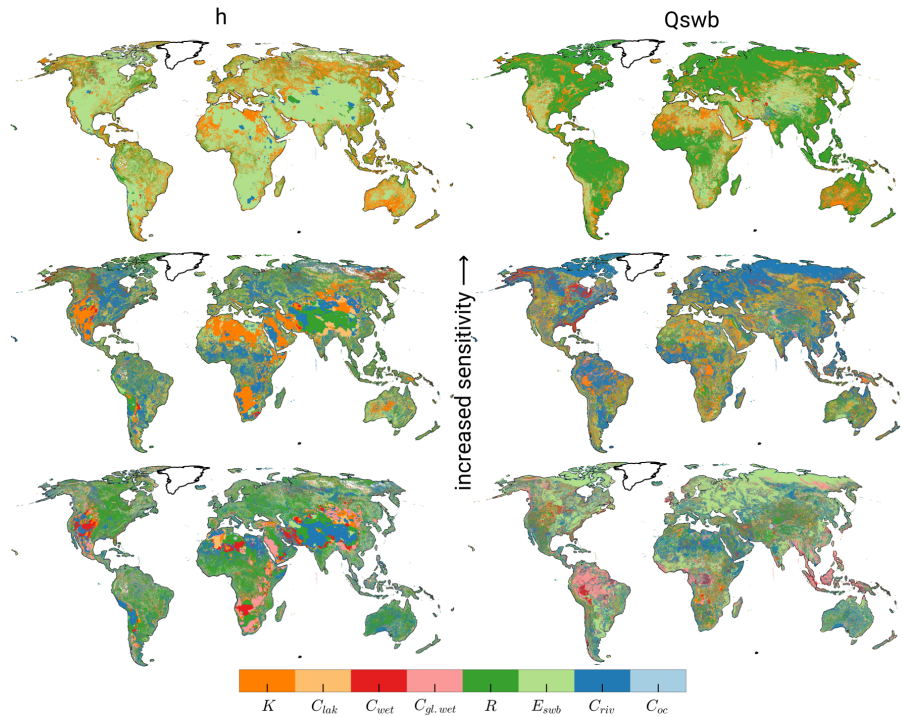 h Qswb
increased sensitivity →
K C_lak C_wet C_gl.wet R E_swb C_riv C_oc